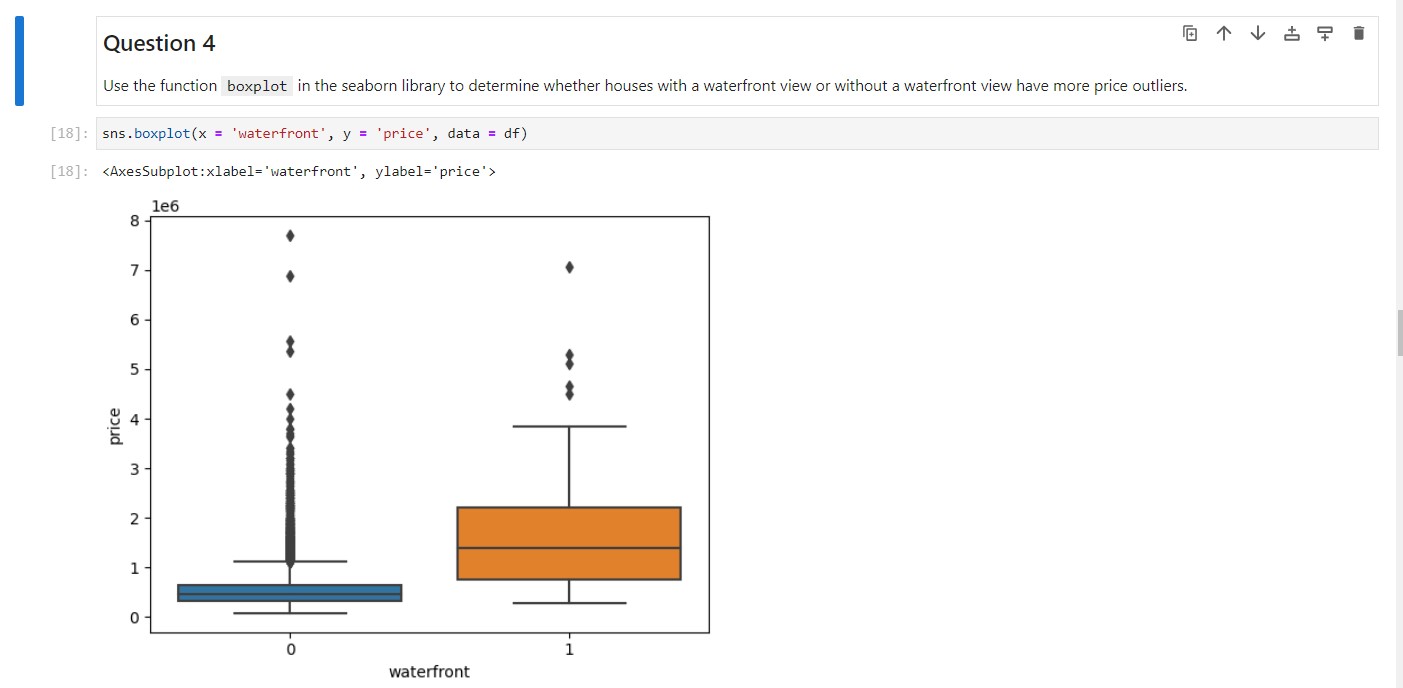 Question 4
Use the function boxplot in the seaborn library to determine whether houses with a waterfront view or without a waterfront view have more price outliers.
[18]: sns.boxplot(x = 'waterfront', y = 'price', data = df)
[18]: <AxesSubplot:xlabel='waterfront', ylabel='price'>
1e6
8
7
6
5
4
3
2
1
0
price
0 1
waterfront